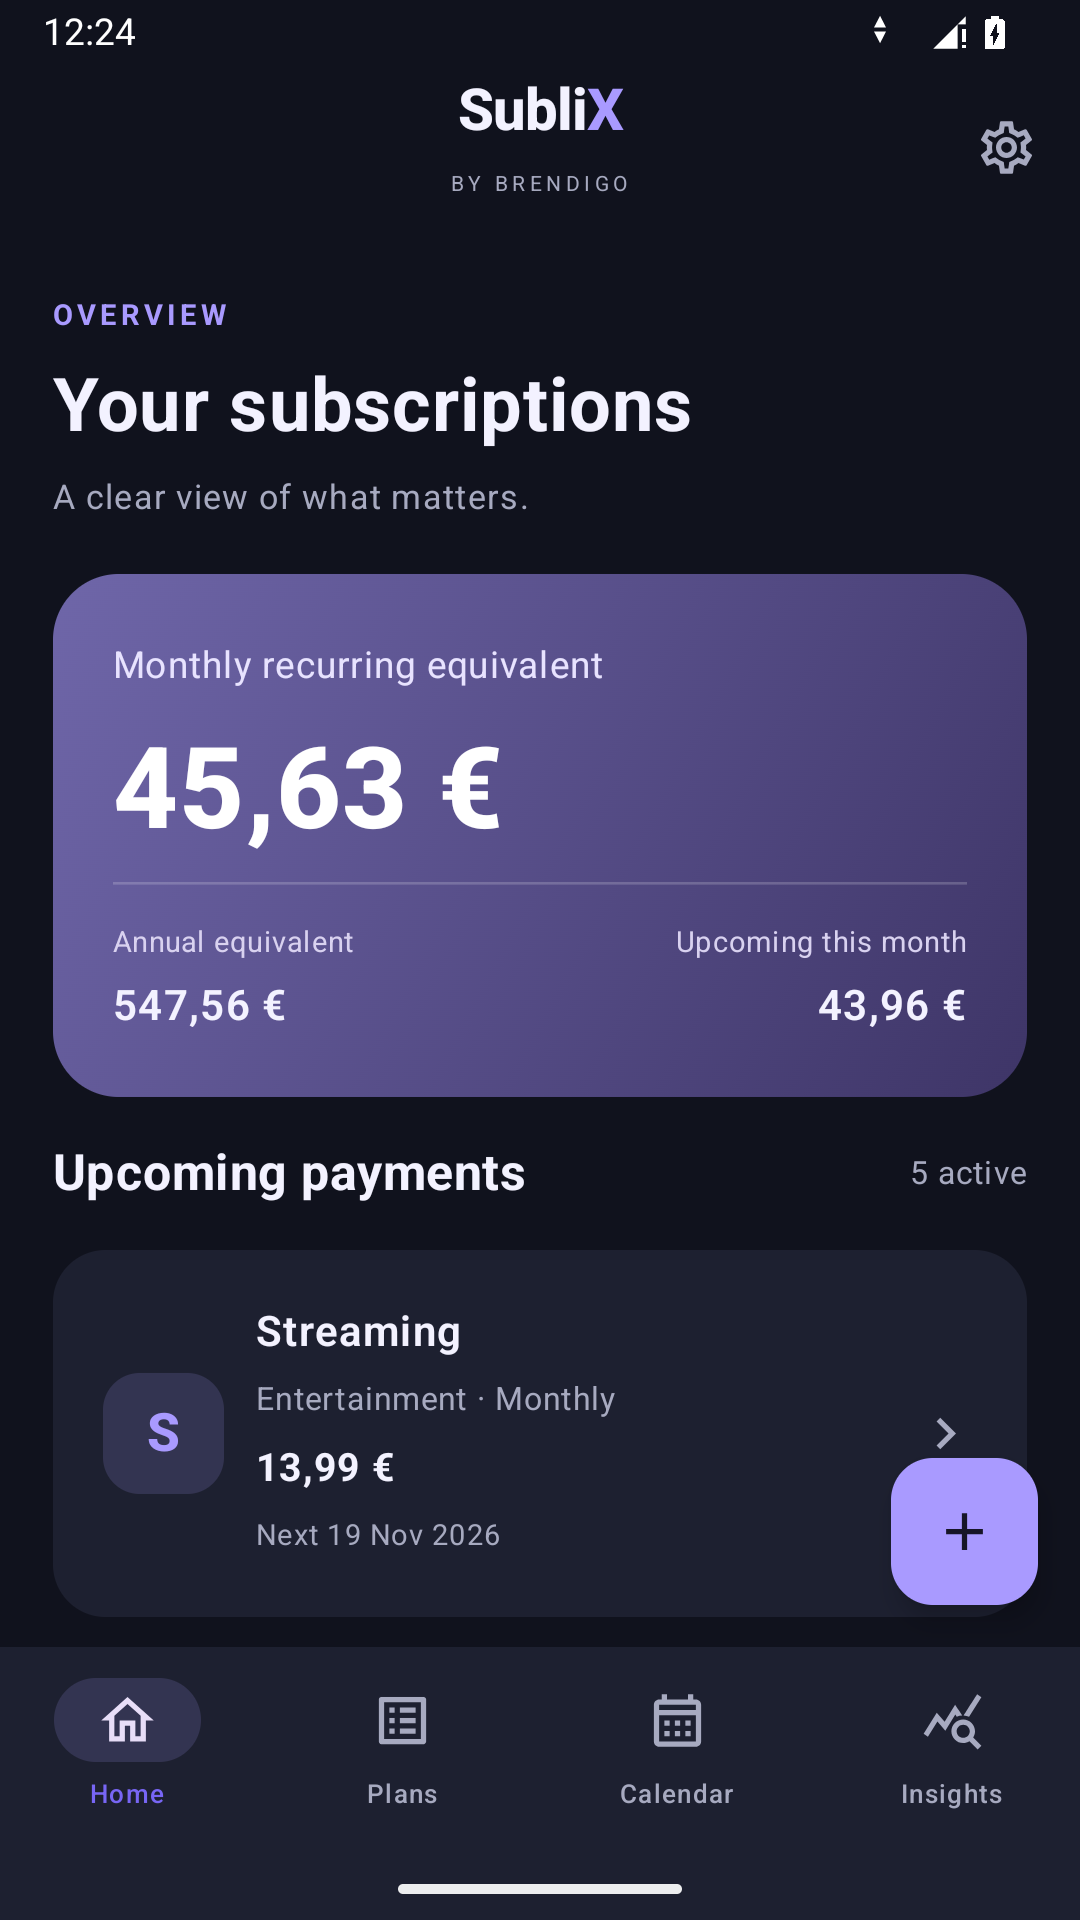 12:24
SubliX
BY BRENDIGO
OVERVIEW
Your subscriptions
A clear view of what matters.
Monthly recurring equivalent
45,63 €
Annual equivalent
Upcoming this month
547,56 €
43,96 €
Upcoming payments
5 active
Streaming
Entertainment · Monthly
S
13,99 €
Next 19 Nov 2026
Home
Plans
Calendar
Insights